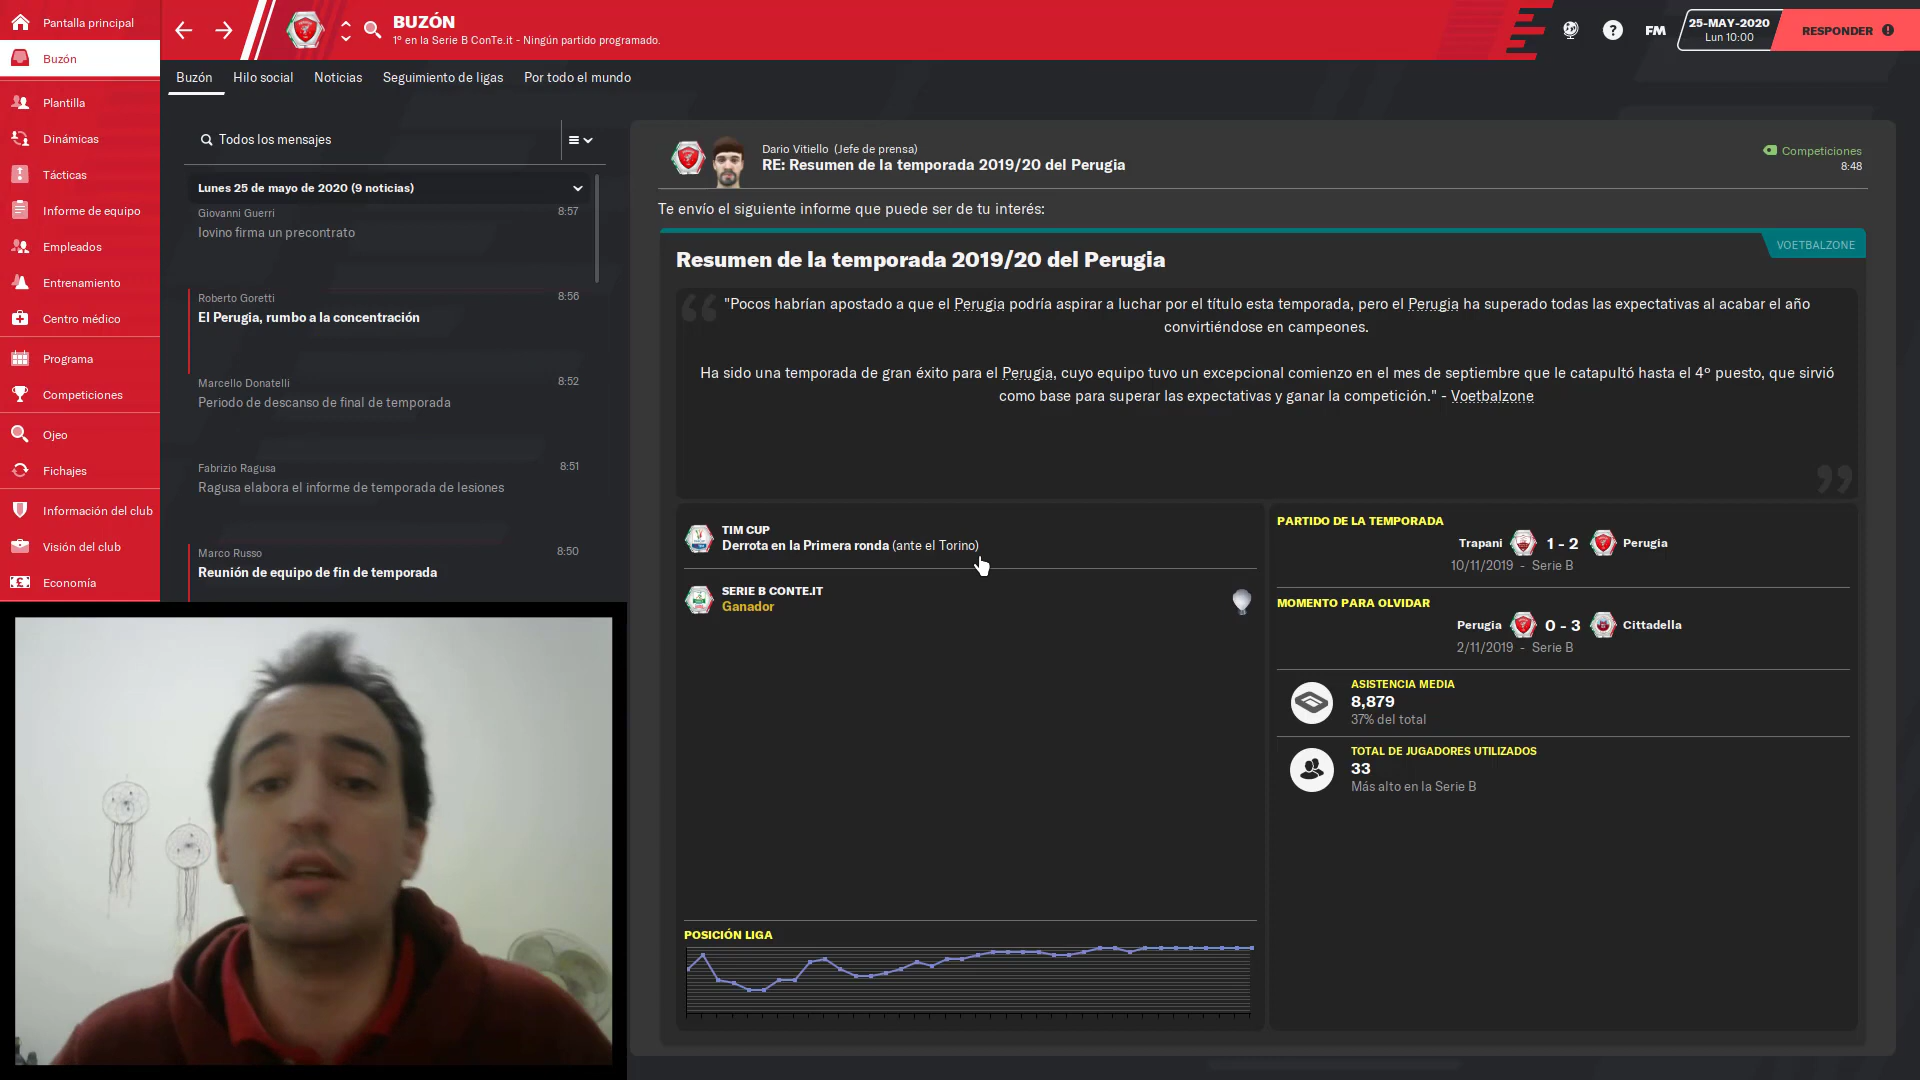 Pantalla principal
Buzón
Plantilla
Dinámicas
Tácticas
Informe de equipo
Empleados
Entrenamiento
Centro médico
Programa
Competiciones
Ojeo
Fichajes
Información del club
Visión del club
Economía
BUZÓN
1º en la Serie B ConTe.it - Ningún partido programado.
FM
25-MAY-2020
Lun 10:00
RESPONDER
Buzón Hilo social Noticias Seguimiento de ligas Por todo el mundo
Todos los mensajes
Lunes 25 de mayo de 2020 (9 noticias)
Giovanni Guerri 8:57
Iovino firma un precontrato
Roberto Goretti 8:56
El Perugia, rumbo a la concentración
Marcello Donatelli 8:52
Periodo de descanso de final de temporada
Fabrizio Ragusa 8:51
Ragusa elabora el informe de temporada de lesiones
Marco Russo 8:50
Reunión de equipo de fin de temporada
Dario Vitiello (Jefe de prensa)
RE: Resumen de la temporada 2019/20 del Perugia
Competiciones
8:48
Te envío el siguiente informe que puede ser de tu interés:
VOETBALZONE
Resumen de la temporada 2019/20 del Perugia
"Pocos habrían apostado a que el Perugia podría aspirar a luchar por el título esta temporada, pero el Perugia ha superado todas las expectativas al acabar el año
convirtiéndose en campeones.
Ha sido una temporada de gran éxito para el Perugia, cuyo equipo tuvo un excepcional comienzo en el mes de septiembre que le catapultó hasta el 4º puesto, que sirvió
como base para superar las expectativas y ganar la competición." - Voetbalzone
TIM CUP
Derrota en la Primera ronda (ante el Torino)
SERIE B CONTE.IT
Ganador
POSICIÓN LIGA
PARTIDO DE LA TEMPORADA
Trapani 1 - 2 Perugia
10/11/2019 - Serie B
MOMENTO PARA OLVIDAR
Perugia 0 - 3 Cittadella
2/11/2019 - Serie B
ASISTENCIA MEDIA
8,879
37% del total
TOTAL DE JUGADORES UTILIZADOS
33
Más alto en la Serie B